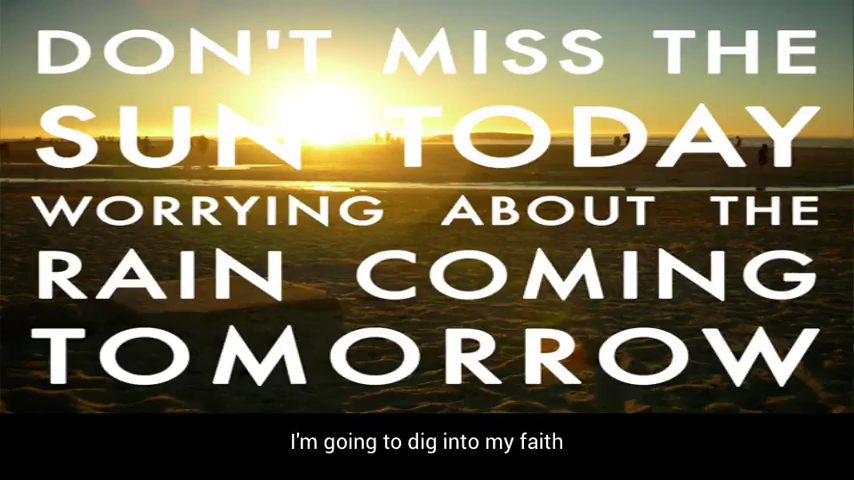 DON'T MISS THE
SUN TODAY
WORRYING ABOUT THE
RAIN COMING
TOMORROW
I'm going to dig into my faith